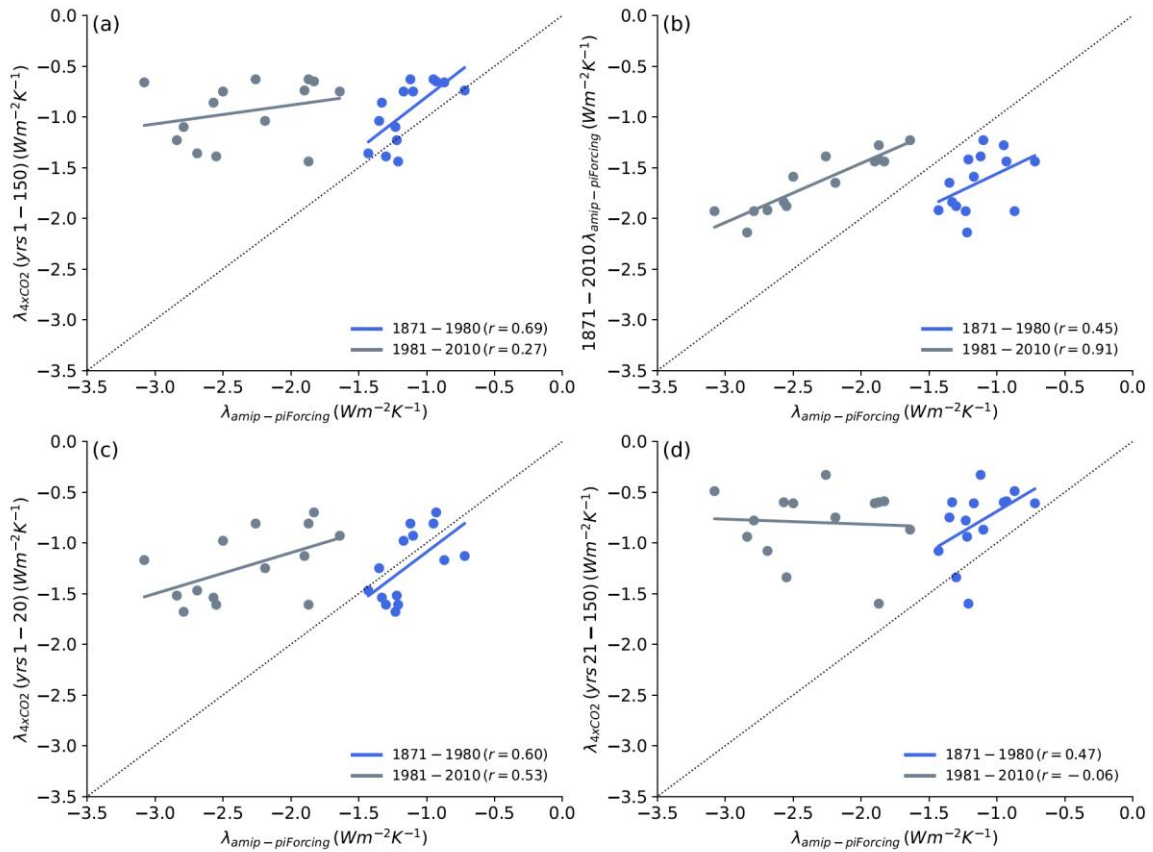 (a)
0.0
−0.5
−1.0
−1.5
−2.0
−2.5
−3.0
−3.5
λ4xCO2 (yrs 1 − 150) (Wm−2K−1)
1871 − 1980 (r = 0.69)
1981 − 2010 (r = 0.27)
−3.5 −3.0 −2.5 −2.0 −1.5 −1.0 −0.5 0.0
λamip − piForcing (Wm−2K−1)
(b)
0.0
−0.5
−1.0
−1.5
−2.0
−2.5
−3.0
−3.5
1871 − 2010 λamip − piForcing (Wm−2K−1)
1871 − 1980 (r = 0.45)
1981 − 2010 (r = 0.91)
−3.5 −3.0 −2.5 −2.0 −1.5 −1.0 −0.5 0.0
λamip − piForcing (Wm−2K−1)
(c)
0.0
−0.5
−1.0
−1.5
−2.0
−2.5
−3.0
−3.5
λ4xCO2 (yrs 1 − 20) (Wm−2K−1)
1871 − 1980 (r = 0.60)
1981 − 2010 (r = 0.53)
−3.5 −3.0 −2.5 −2.0 −1.5 −1.0 −0.5 0.0
λamip − piForcing (Wm−2K−1)
(d)
0.0
−0.5
−1.0
−1.5
−2.0
−2.5
−3.0
−3.5
λ4xCO2 (yrs 21 − 150) (Wm−2K−1)
1871 − 1980 (r = 0.47)
1981 − 2010 (r = −0.06)
−3.5 −3.0 −2.5 −2.0 −1.5 −1.0 −0.5 0.0
λamip − piForcing (Wm−2K−1)